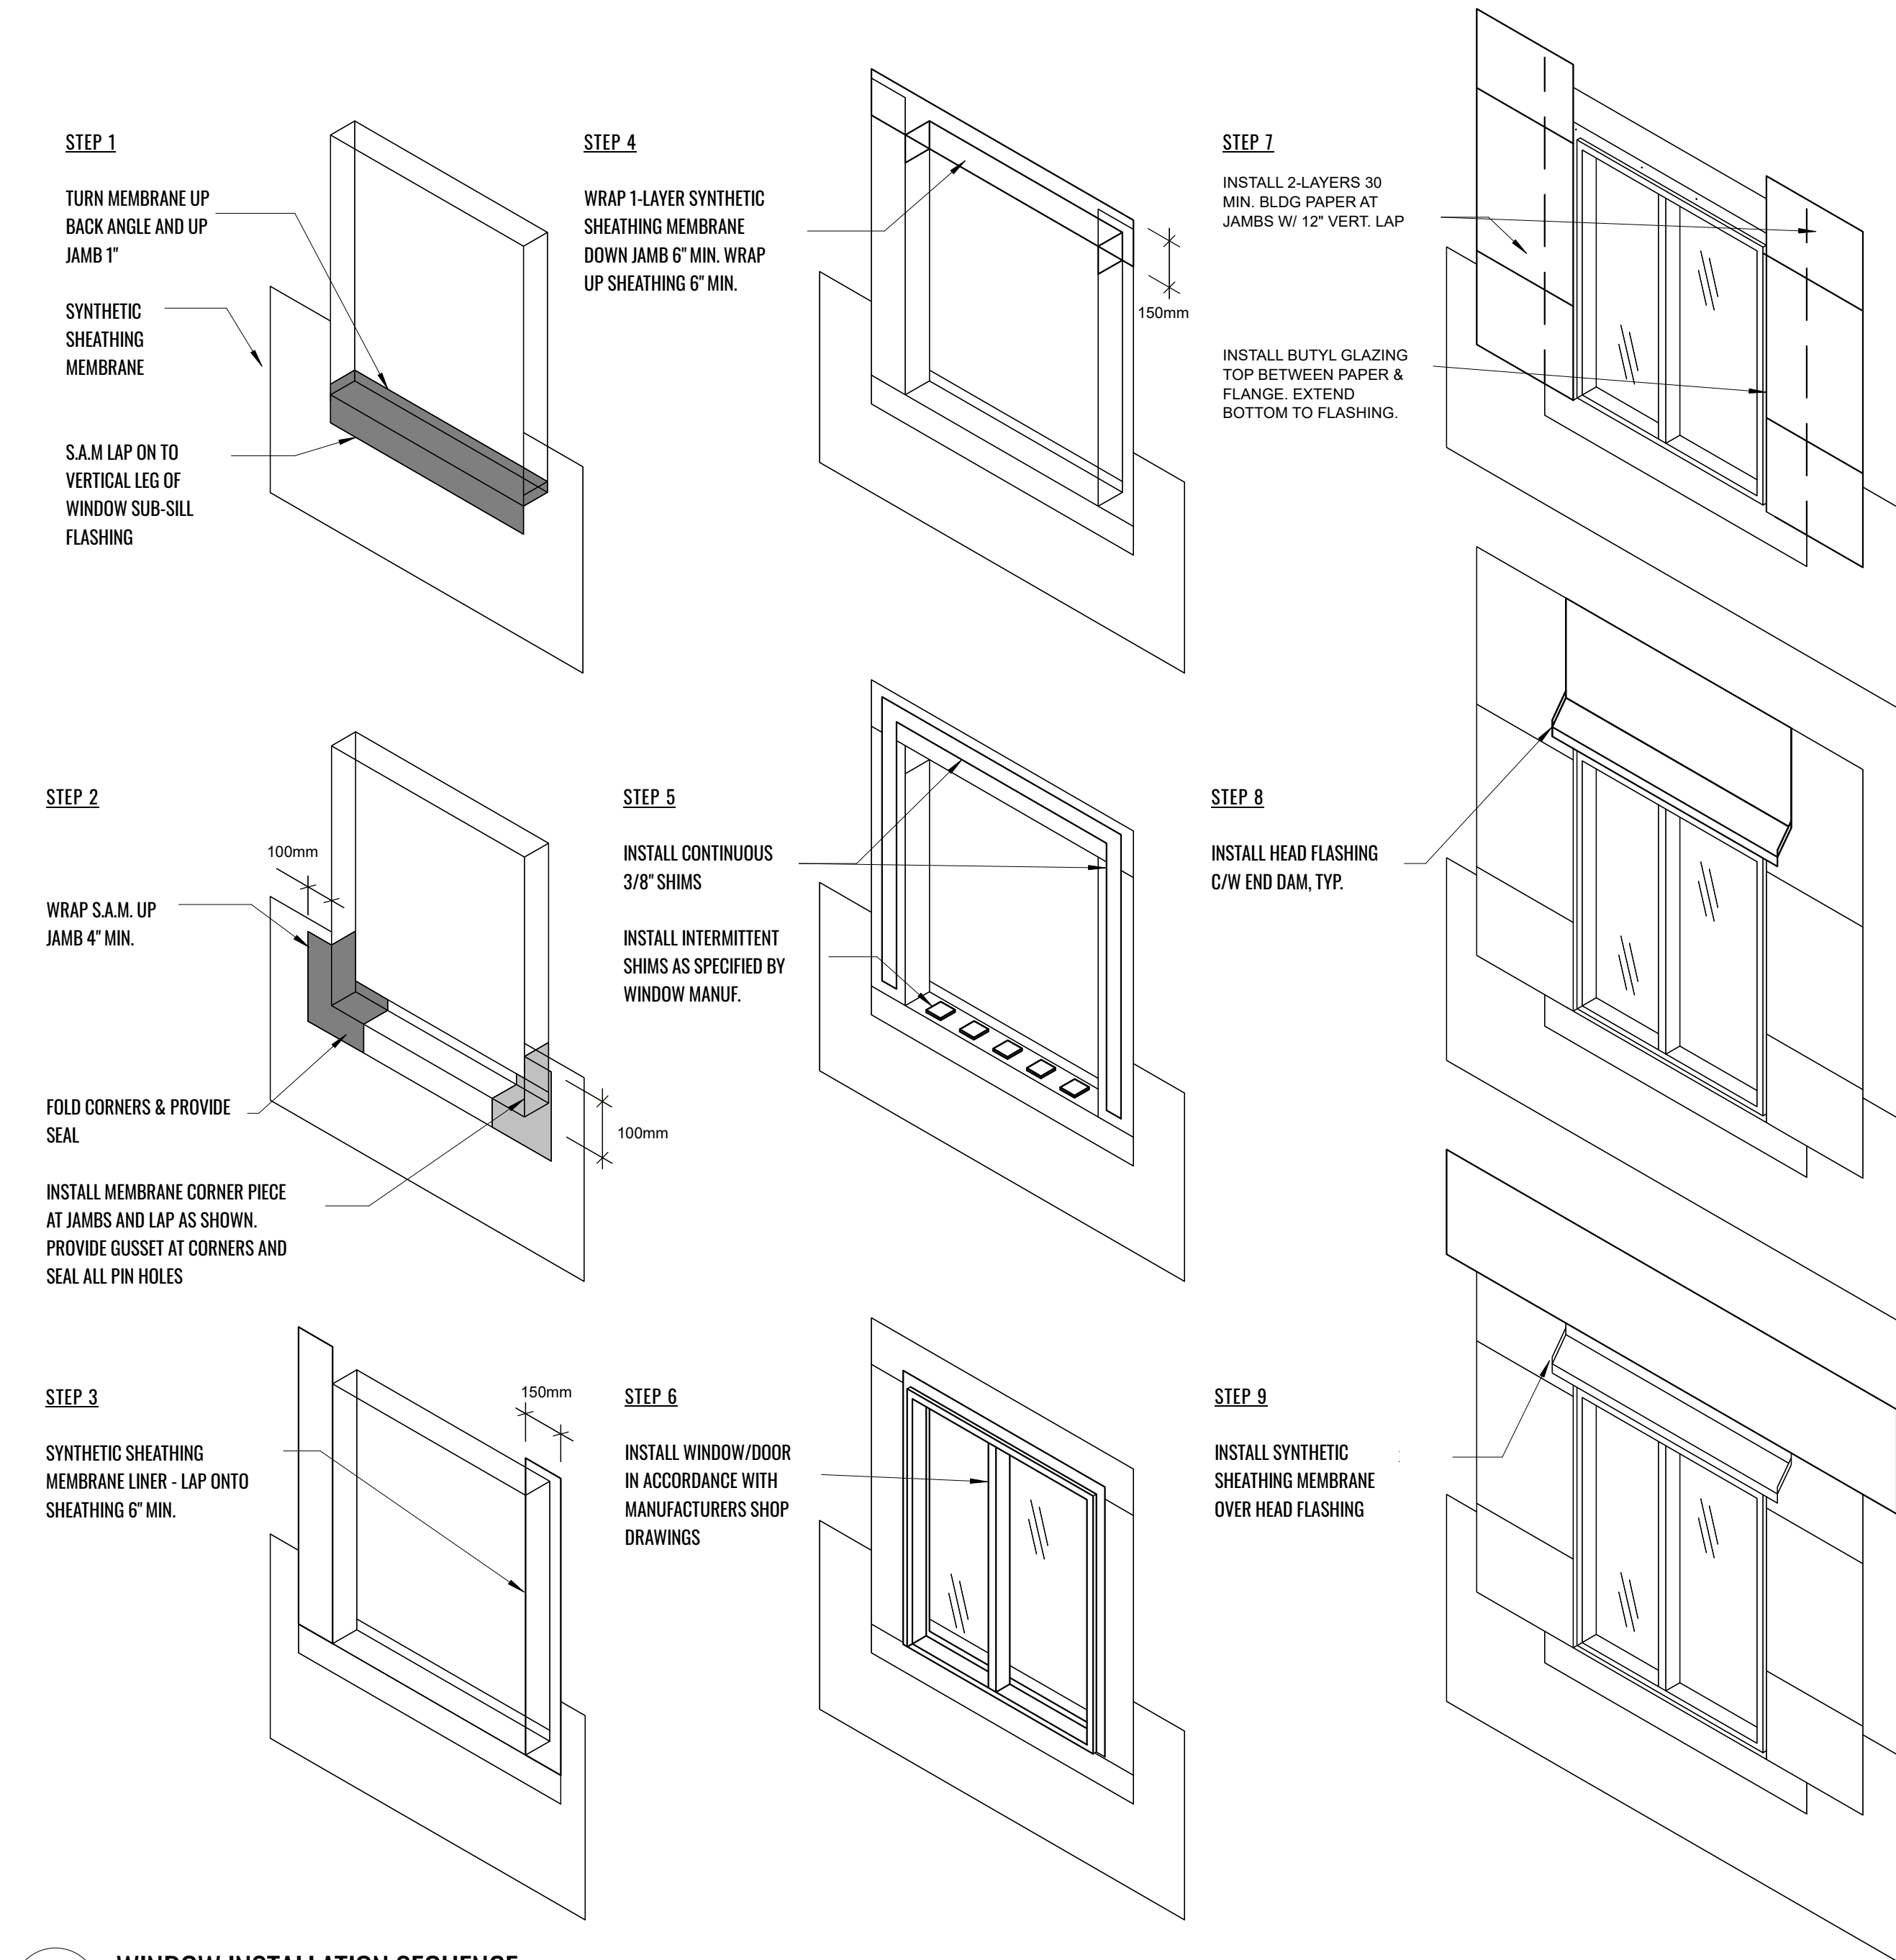 STEP 1
TURN MEMBRANE UP
BACK ANGLE AND UP
JAMB 1"
SYNTHETIC
SHEATHING
MEMBRANE
S.A.M LAP ON TO
VERTICAL LEG OF
WINDOW SUB-SILL
FLASHING
STEP 2
100mm
WRAP S.A.M. UP
JAMB 4" MIN.
FOLD CORNERS & PROVIDE
SEAL
100mm
INSTALL MEMBRANE CORNER PIECE
AT JAMBS AND LAP AS SHOWN.
PROVIDE GUSSET AT CORNERS AND
SEAL ALL PIN HOLES
STEP 3
150mm
SYNTHETIC SHEATHING
MEMBRANE LINER - LAP ONTO
SHEATHING 6" MIN.
STEP 4
WRAP 1-LAYER SYNTHETIC
SHEATHING MEMBRANE
DOWN JAMB 6" MIN. WRAP
UP SHEATHING 6" MIN.
150mm
STEP 5
INSTALL CONTINUOUS
3/8" SHIMS
INSTALL INTERMITTENT
SHIMS AS SPECIFIED BY
WINDOW MANUF.
STEP 6
INSTALL WINDOW/DOOR
IN ACCORDANCE WITH
MANUFACTURERS SHOP
DRAWINGS
STEP 7
INSTALL 2-LAYERS 30
MIN. BLDG PAPER AT
JAMBS W/ 12" VERT. LAP
INSTALL BUTYL GLAZING
TOP BETWEEN PAPER &
FLANGE. EXTEND
BOTTOM TO FLASHING.
STEP 8
INSTALL HEAD FLASHING
C/W END DAM, TYP.
STEP 9
INSTALL SYNTHETIC
SHEATHING MEMBRANE
OVER HEAD FLASHING
WINDOW INSTALLATION SEQUENCE